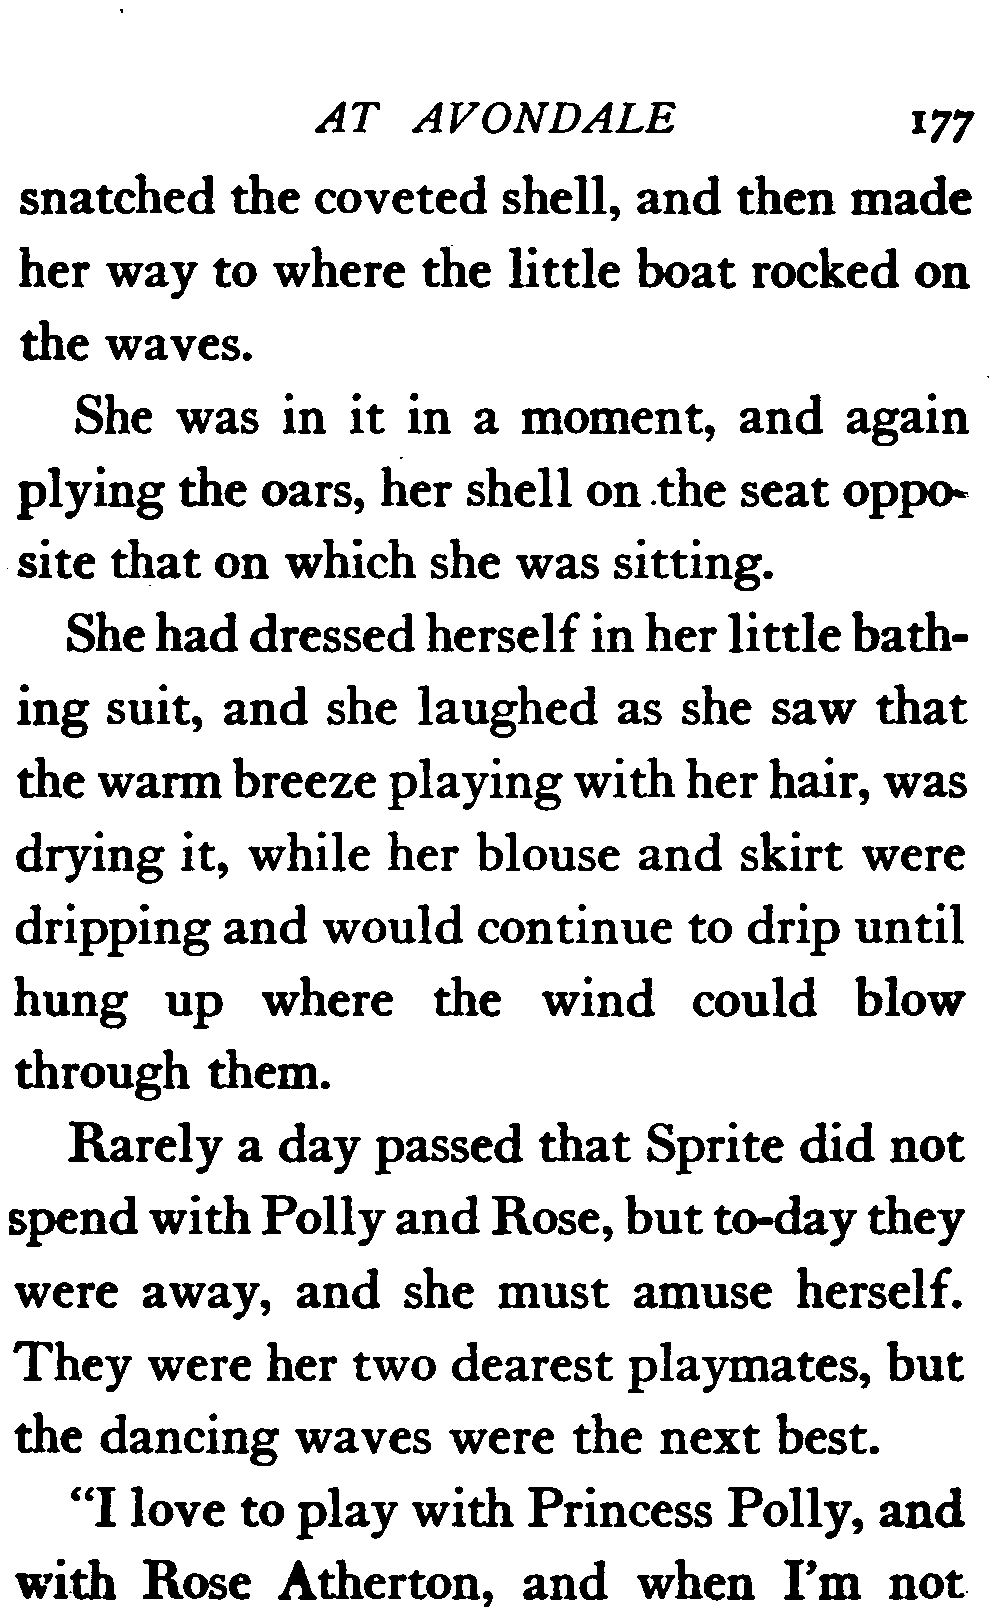 AT AVONDALE 177
snatched the coveted shell, and then made
her way to where the little boat rocked on
the waves.
She was in it in a moment, and again
plying the oars, her shell on the seat oppo-
site that on which she was sitting.
She had dressed herself in her little bath-
ing suit, and she laughed as she saw that
the warm breeze playing with her hair, was
drying it, while her blouse and skirt were
dripping and would continue to drip until
hung up where the wind could blow
through them.
Rarely a day passed that Sprite did not
spend with Polly and Rose, but to-day they
were away, and she must amuse herself.
They were her two dearest playmates, but
the dancing waves were the next best.
"I love to play with Princess Polly, and
with Rose Atherton, and when I'm not